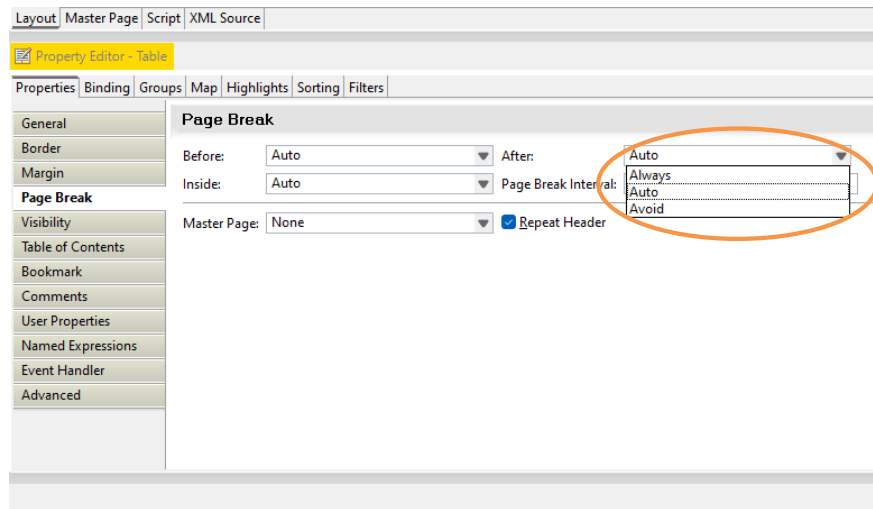 Layout Master Page Script XML Source
Property Editor - Table
Properties Binding Groups Map Highlights Sorting Filters
General
Border
Margin
Page Break
Visibility
Table of Contents
Bookmark
Comments
User Properties
Named Expressions
Event Handler
Advanced
Page Break
Before: Auto After: Auto
Inside: Auto Page Break Interval:
Always
Auto
Avoid
Master Page: None Repeat Header